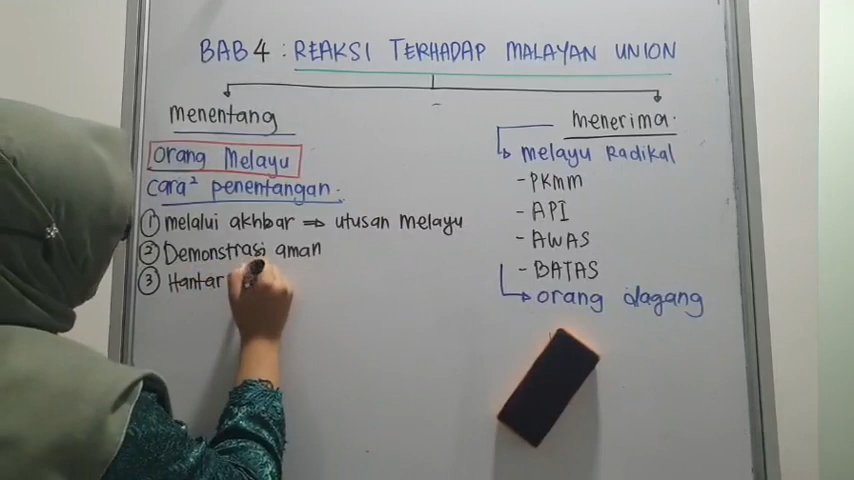 BAB 4 : REAKSI TERHADAP MALAYAN UNION
menentang
Orang Melayu
cara² penentangan.
① melalui akhbar ⇒ utusan melayu
② Demonstrasi aman
③ Hantar
menerima.
melayu Radikal
- PKMM
- API
- AWAS
- BATAS
orang dagang